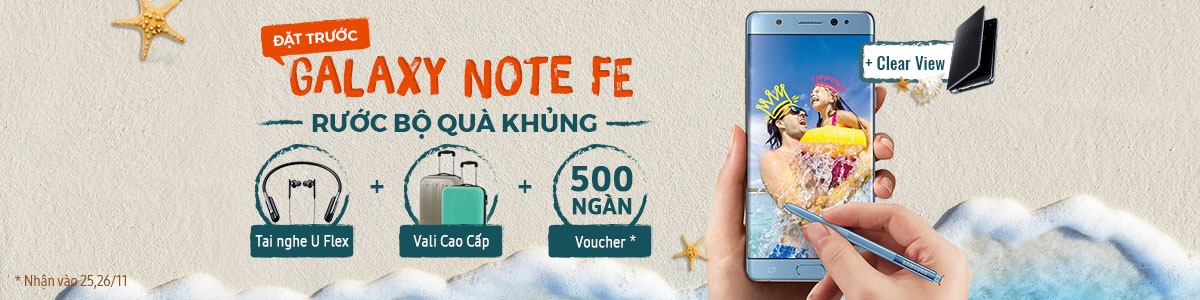 ĐẶT TRƯỚC
GALAXY NOTE FE
RƯỚC BỘ QUÀ KHỦNG
+ Clear View
+
+
500
NGÀN
Tai nghe U Flex
Vali Cao Cấp
Voucher *
SAMSUNG
* Nhận vào 25,26/11